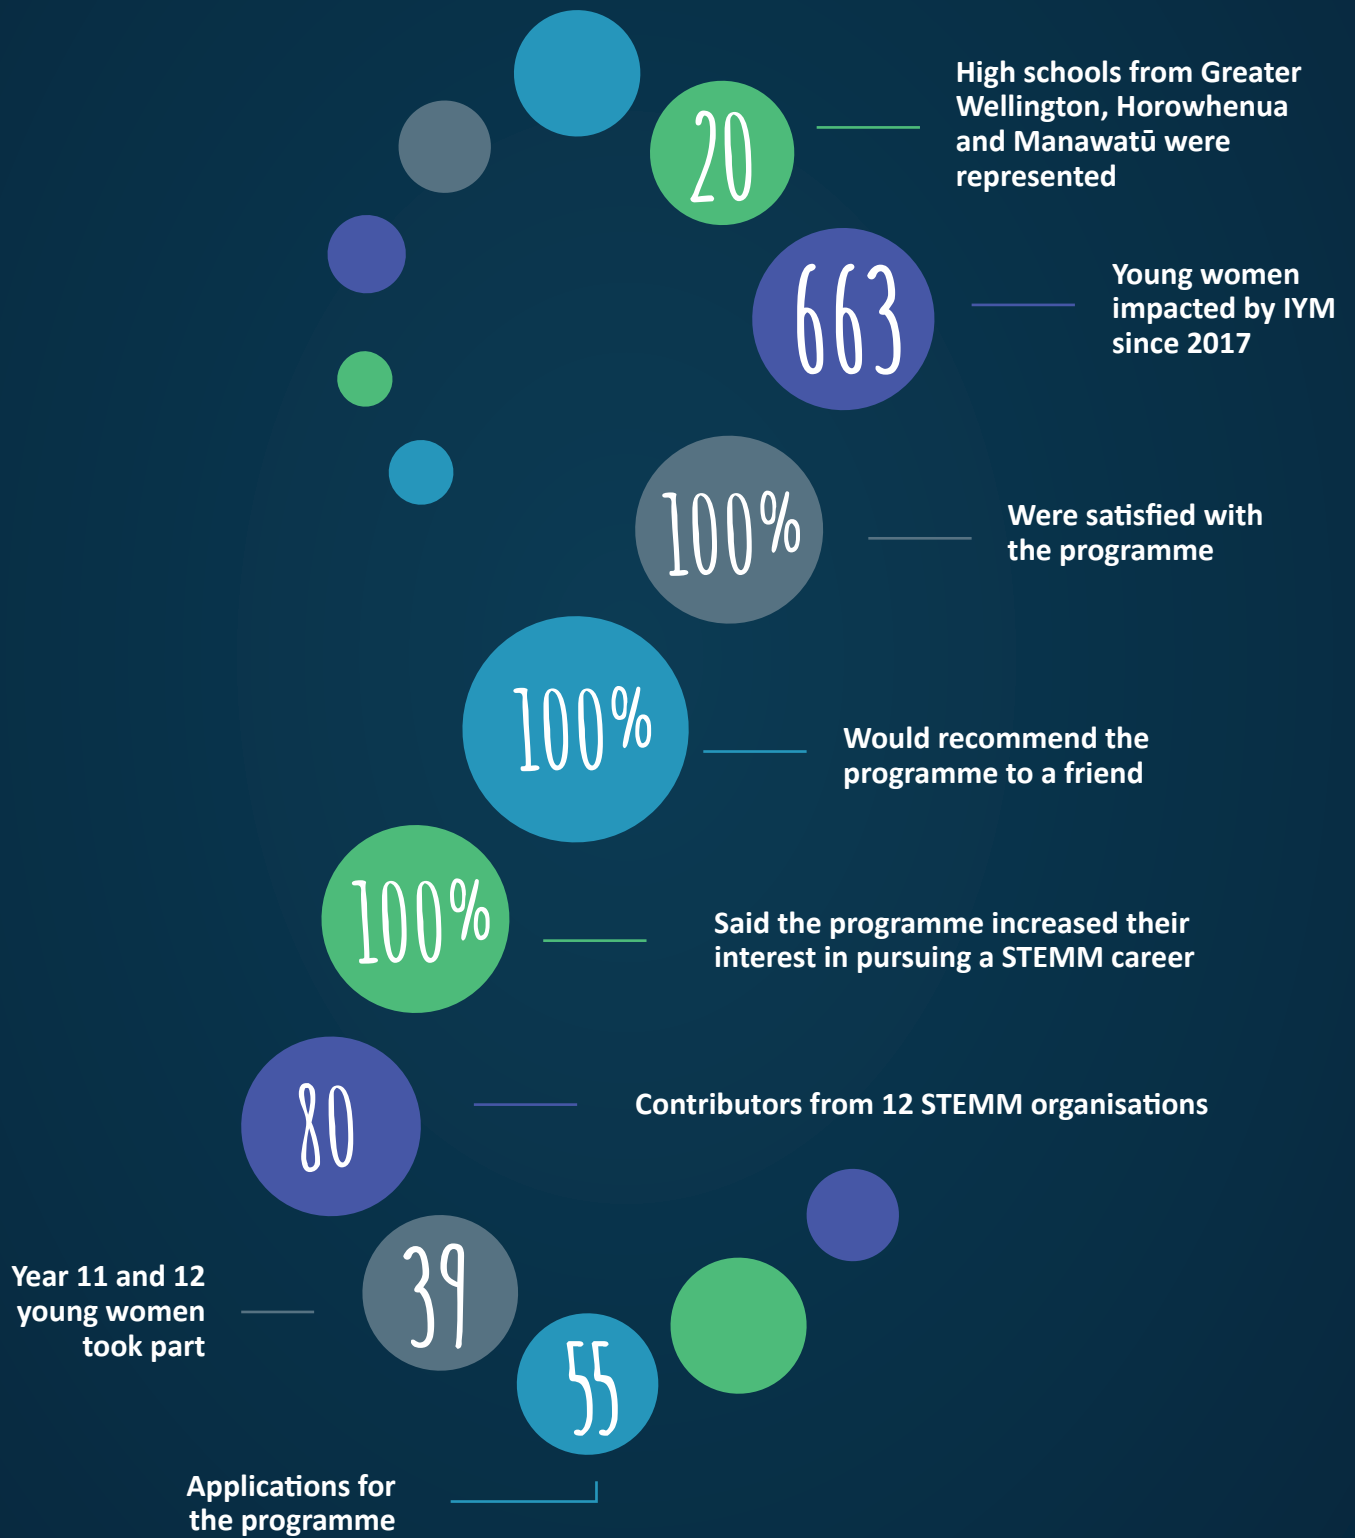 20
High schools from Greater
Wellington, Horowhenua
and Manawatū were
represented
663
Young women
impacted by IYM
since 2017
100%
Were satisfied with
the programme
100%
Would recommend the
programme to a friend
100%
Said the programme increased their
interest in pursuing a STEMM career
80
Contributors from 12 STEMM organisations
39
Year 11 and 12
young women
took part
55
Applications for
the programme